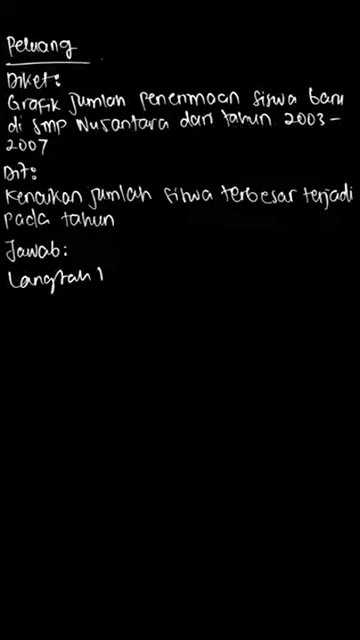 Peluang
Diket:
Grafik jumlah penerimaan siswa baru
di SMP Nusantara dari tahun 2003-
2007
Dit:
Kenaikan jumlah siswa terbesar terjadi
pada tahun
Jawab:
Langkah 1